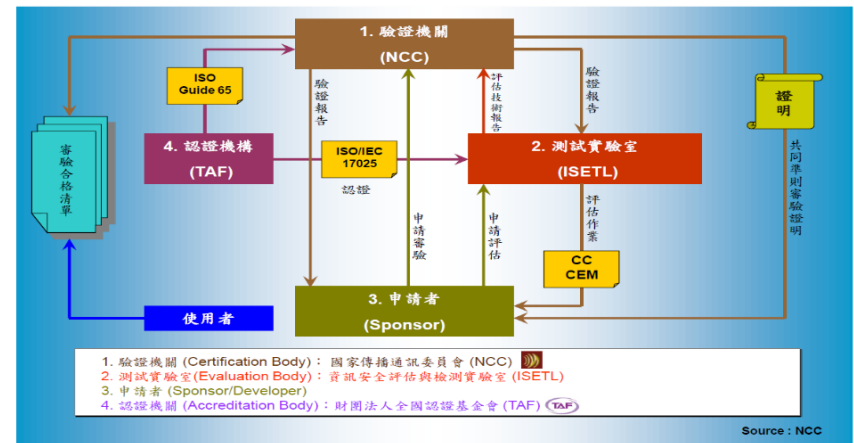 1. 驗證機關
(NCC)
ISO
Guide 65
驗證報告
評估技術報告
驗證報告
證明
審驗合格清單
4. 認證機構
(TAF)
ISO/IEC
17025
認證
2. 測試實驗室
(ISETL)
共同準則審驗證明
申請審驗
申請評估
評估作業
CC
CEM
使用者
3. 申請者
(Sponsor)
1. 驗證機關 (Certification Body)：國家傳播通訊委員會 (NCC)
2. 測試實驗室(Evaluation Body)：資訊安全評估與檢測實驗室 (ISETL)
3. 申請者 (Sponsor/Developer)
4. 認證機關 (Accreditation Body)：財團法人全國認證基金會 (TAF) TAF
Source : NCC